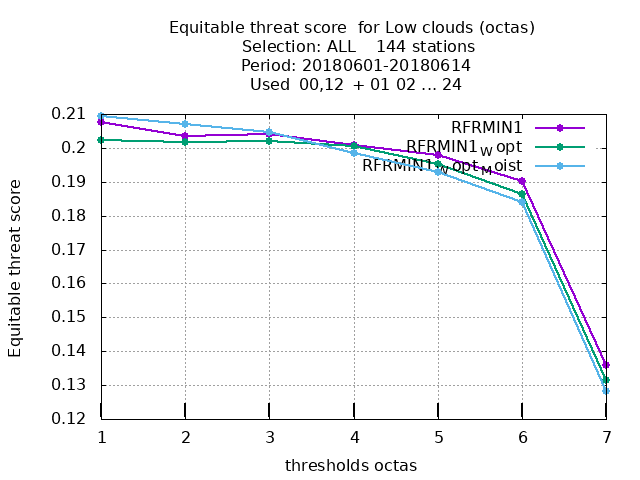 Equitable threat score  for Low clouds (octas)
Selection: ALL    144 stations
Period: 20180601-20180614
Used  00,12  + 01 02 ... 24
RFRMIN1
RFRMIN1_W opt
RFRMIN1_W opt_M oist
Equitable threat score
0.21
0.2
0.19
0.18
0.17
0.16
0.15
0.14
0.13
0.12
1 2 3 4 5 6 7
thresholds octas